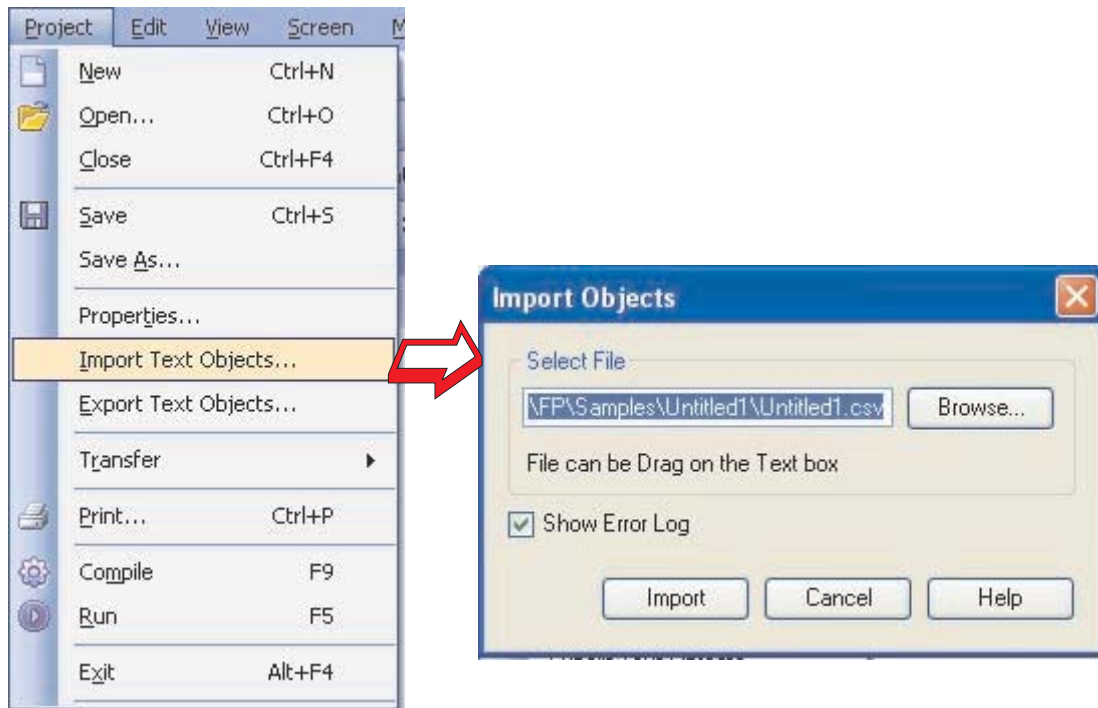 Project Edit View Screen M
New Ctrl+N
Open... Ctrl+O
Close Ctrl+F4
Save Ctrl+S
Save As...
Properties...
Import Text Objects...
Export Text Objects...
Transfer
Print... Ctrl+P
Compile F9
Run F5
Exit Alt+F4
Import Objects
Select File
\FP\Samples\Untitled1\Untitled1.csv Browse...
File can be Drag on the Text box
Show Error Log
Import Cancel Help